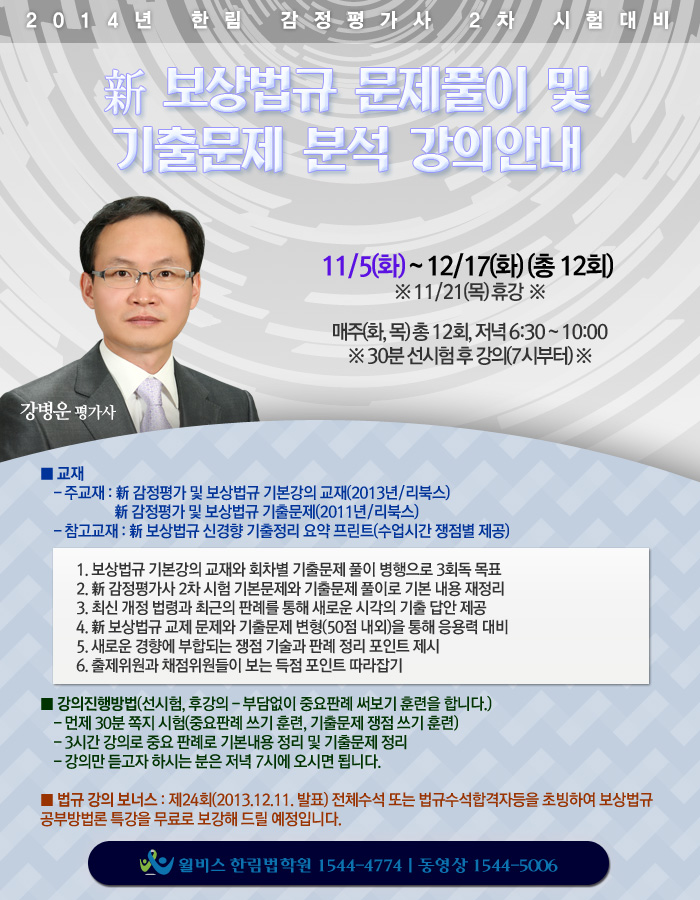 2014년 한림 감정평가사 2차 시험대비
新 보상법규 문제풀이 및
기출문제 분석 강의안내
11/5(화) ~ 12/17(화) (총 12회)
※ 11/21(목) 휴강 ※
매주(화, 목) 총 12회, 저녁 6:30 ~ 10:00
※ 30분 선시험 후 강의(7시부터) ※
강병운 평가사
■ 교재
- 주교재 : 新 감정평가 및 보상법규 기본강의 교재(2013년/리북스)
新 감정평가 및 보상법규 기출문제(2011년/리북스)
- 참고교재 : 新 보상법규 신경향 기출정리 요약 프린트(수업시간 쟁점별 제공)
1. 보상법규 기본강의 교재와 회차별 기출문제 풀이 병행으로 3회독 목표
2. 新 감정평가사 2차 시험 기본문제와 기출문제 풀이로 기본 내용 재정리
3. 최신 개정 법령과 최근의 판례를 통해 새로운 시각의 기출 답안 제공
4. 新 보상법규 교제 문제와 기출문제 변형(50점 내외)을 통해 응용력 대비
5. 새로운 경향에 부합되는 쟁점 기술과 판례 정리 포인트 제시
6. 출제위원과 채점위원들이 보는 득점 포인트 따라잡기
■ 강의진행방법(선시험, 후강의 - 부담없이 중요판례 써보기 훈련을 합니다.)
- 먼제 30분 쪽지 시험(중요판례 쓰기 훈련, 기출문제 쟁점 쓰기 훈련)
- 3시간 강의로 중요 판례로 기본내용 정리 및 기출문제 정리
- 강의만 듣고자 하시는 분은 저녁 7시에 오시면 됩니다.
■ 법규 강의 보너스 : 제24회(2013.12.11. 발표) 전체수석 또는 법규수석합격자등을 초빙하여 보상법규
공부방법론 특강을 무료로 보강해 드릴 예정입니다.
윌비스 한림법학원 1544-4774 | 동영상 1544-5006